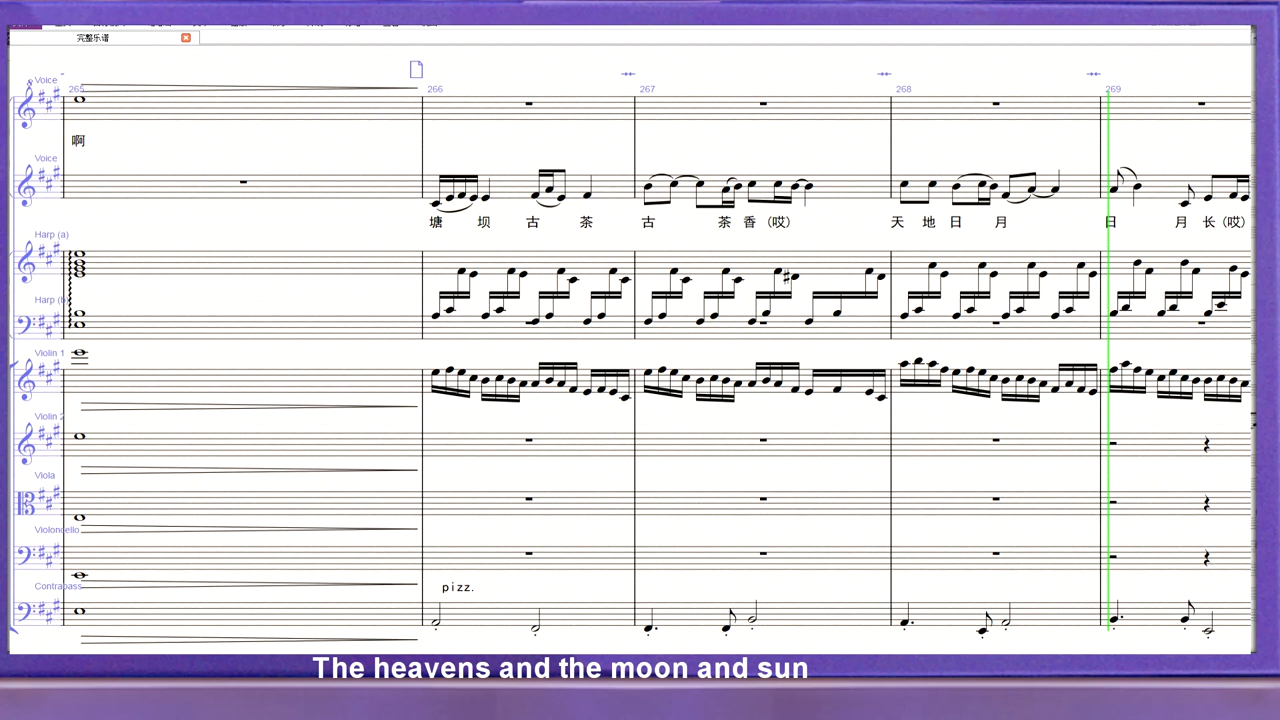 完整乐谱
Voice
265 266 267 268 269
啊
Voice
塘 坝 古 茶 古 茶 香 (哎) 天 地 日 月 日 月 长 (哎)
Harp (a)
Harp (b)
Violin 1
Violin 2
Viola
Violoncello
pizz.
Contrabass
The heavens and the moon and sun